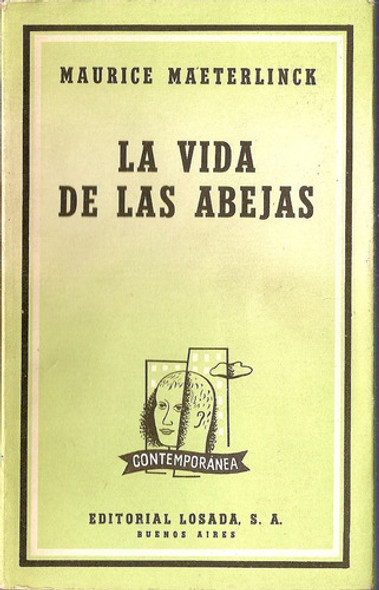 MAURICE MAETERLINCK
LA VIDA
DE LAS ABEJAS
CONTEMPORÁNEA
EDITORIAL LOSADA, S. A.
BUENOS AIRES